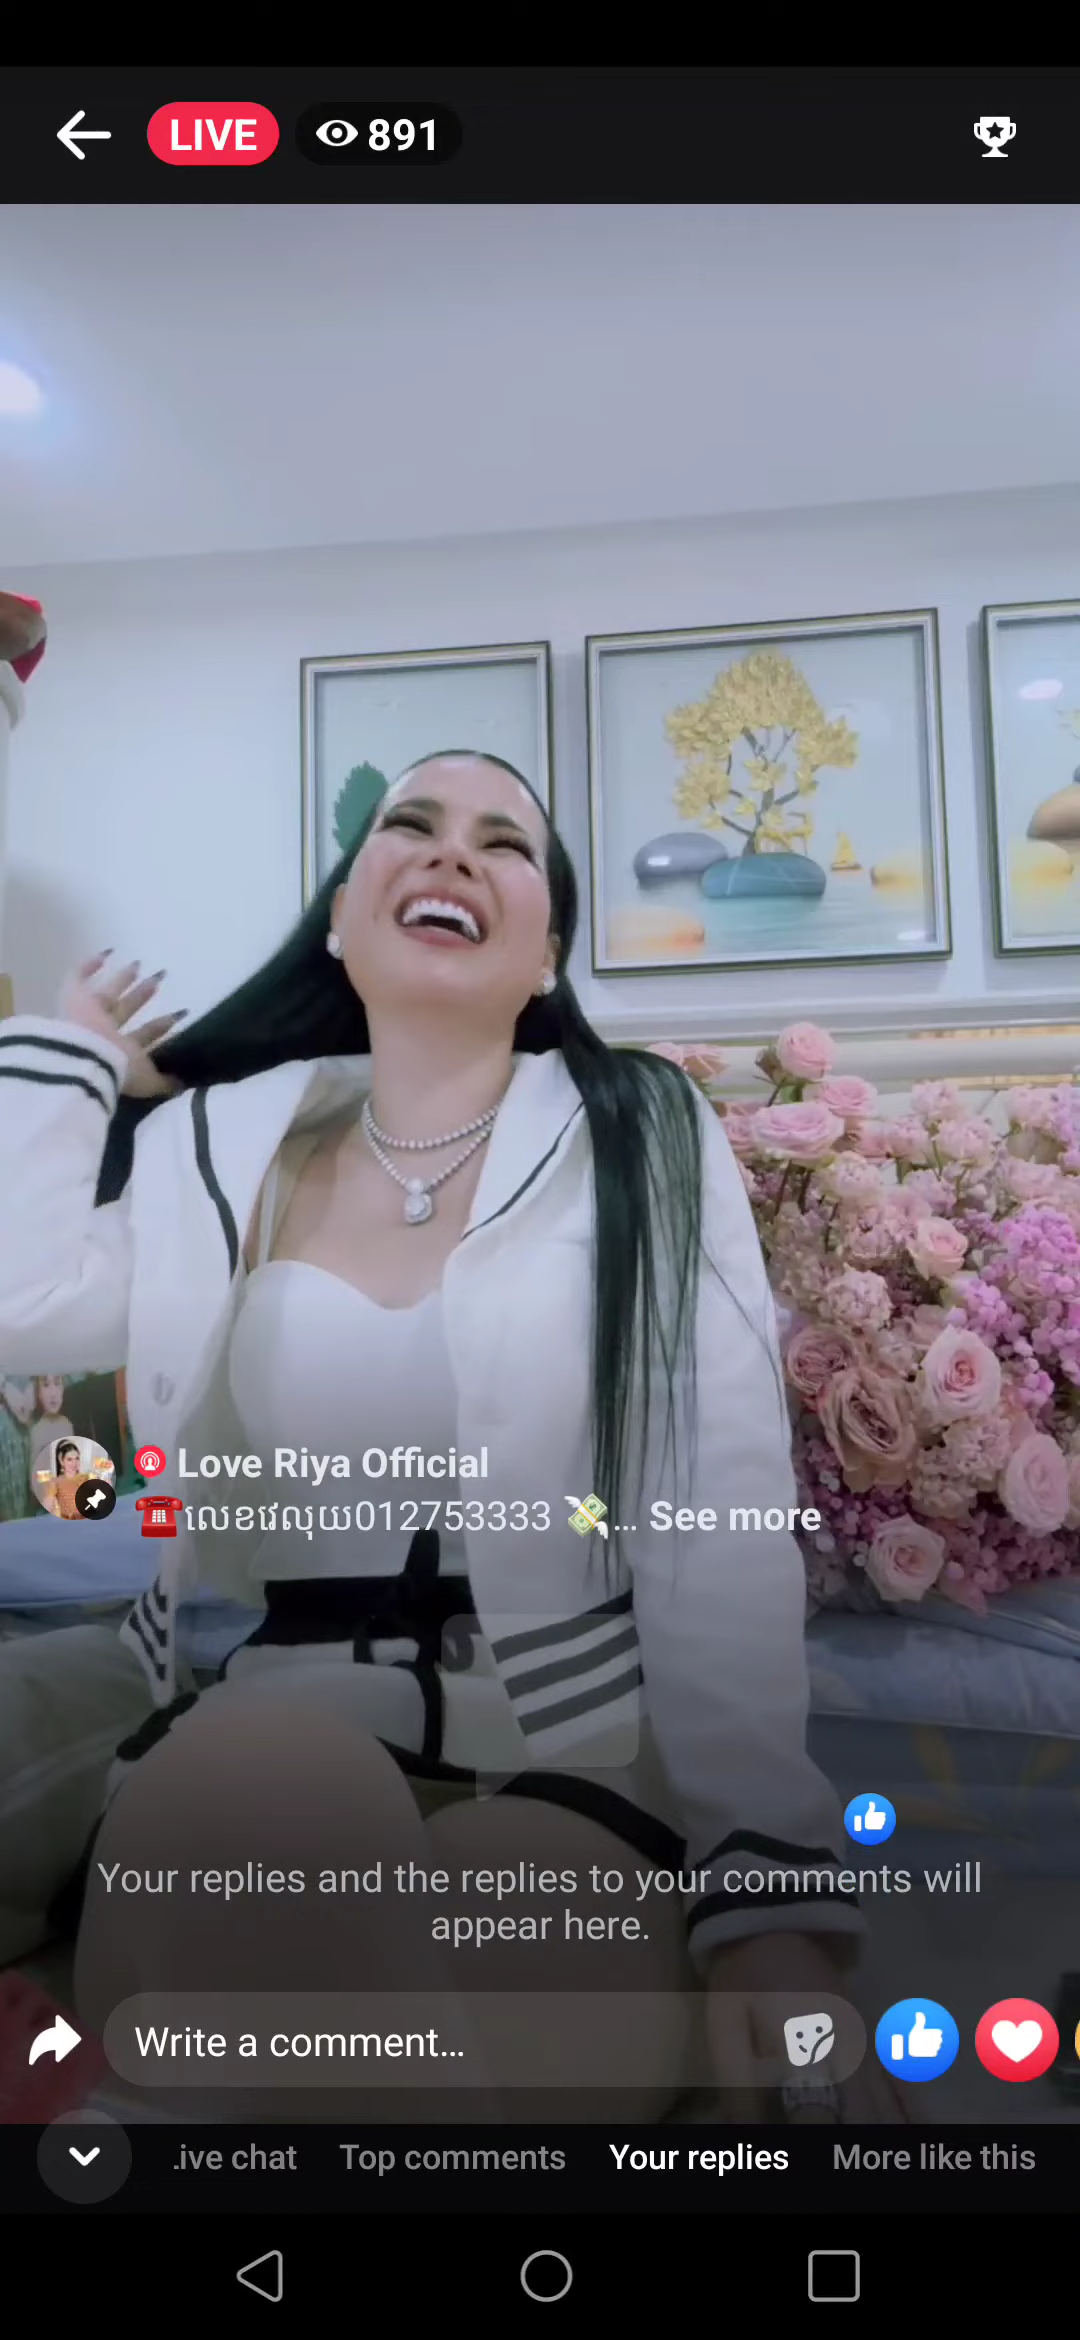 LIVE 891
Love Riya Official
☎️លេខវេលុយ012753333 💸... See more
Your replies and the replies to your comments will
appear here.
Write a comment...
.ive chat Top comments Your replies More like this